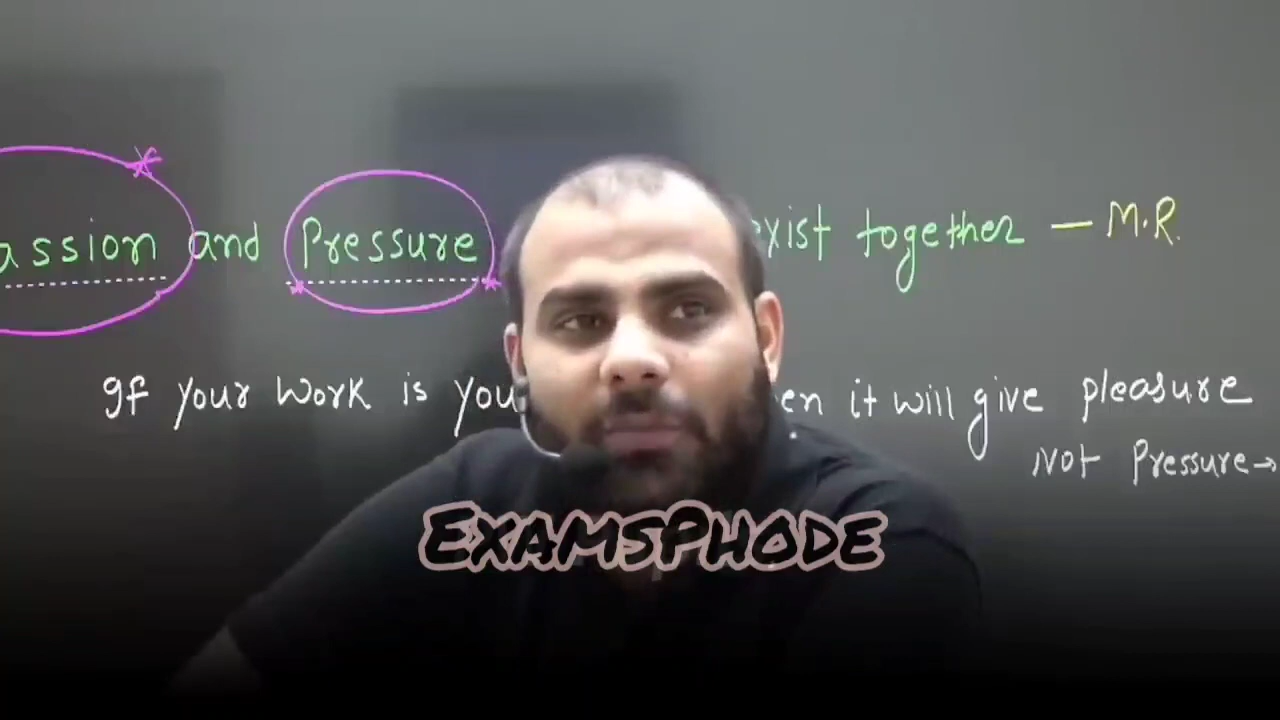 assion and Pressure exist together — M.R.
If your work is you en it will give pleasure
Not Pressure→
EXAMSPHODE